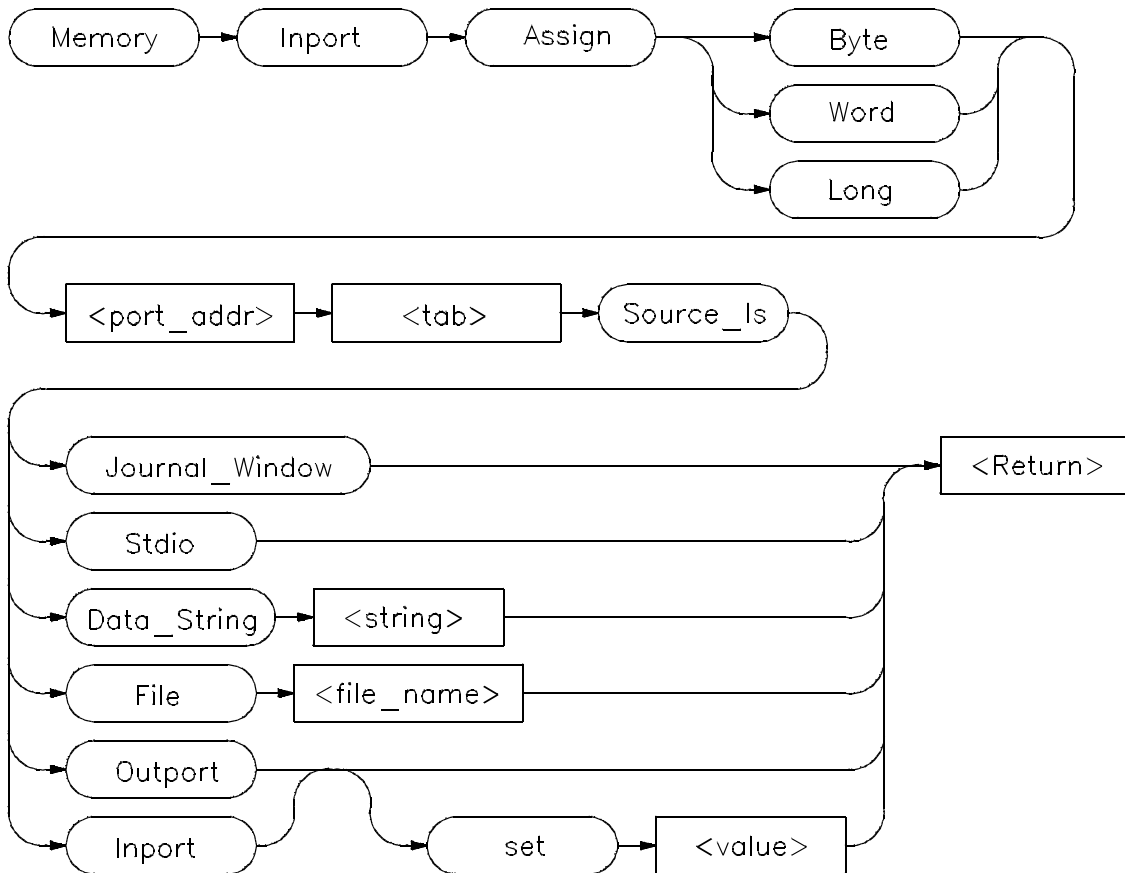 Memory Inport Assign Byte
Word
Long
<port_addr> <tab> Source_Is
Journal_Window <Return>
Stdio
Data_String <string>
File <file_name>
Outport
Inport set <value>